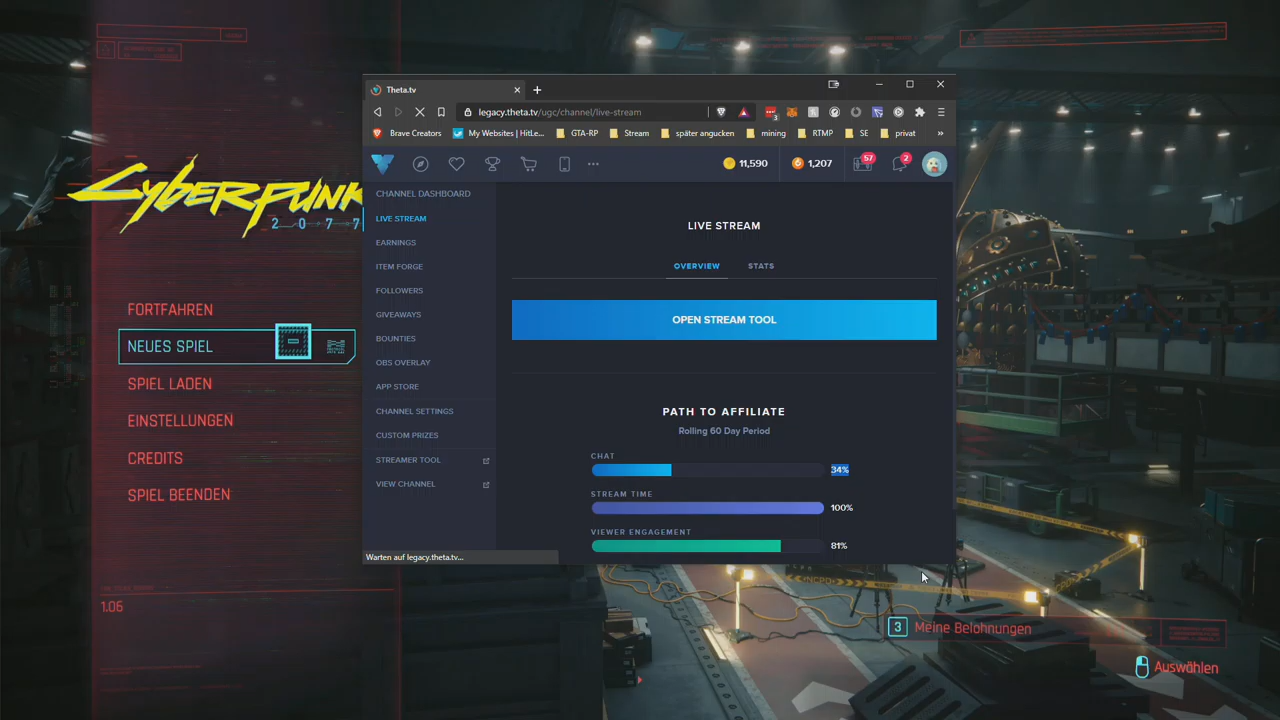 Theta.tv
legacy.theta.tv/ugc/channel/live-stream
3
Brave Creators
My Websites | HitLe...
GTA-RP
Stream
später angucken
mining
RTMP
SE
privat
»
11,590
1,207
57
2
CHANNEL DASHBOARD
LIVE STREAM
EARNINGS
ITEM FORGE
FOLLOWERS
GIVEAWAYS
BOUNTIES
OBS OVERLAY
APP STORE
CHANNEL SETTINGS
CUSTOM PRIZES
STREAMER TOOL
VIEW CHANNEL
LIVE STREAM
OVERVIEW
STATS
OPEN STREAM TOOL
PATH TO AFFILIATE
Rolling 60 Day Period
CHAT
34%
STREAM TIME
100%
VIEWER ENGAGEMENT
81%
Warten auf legacy.theta.tv...
CYBERPUNK
2077
FORTFAHREN
NEUES SPIEL
SPIEL LADEN
EINSTELLUNGEN
CREDITS
SPIEL BEENDEN
1.06
NCPD
3 Meine Belohnungen
Auswählen